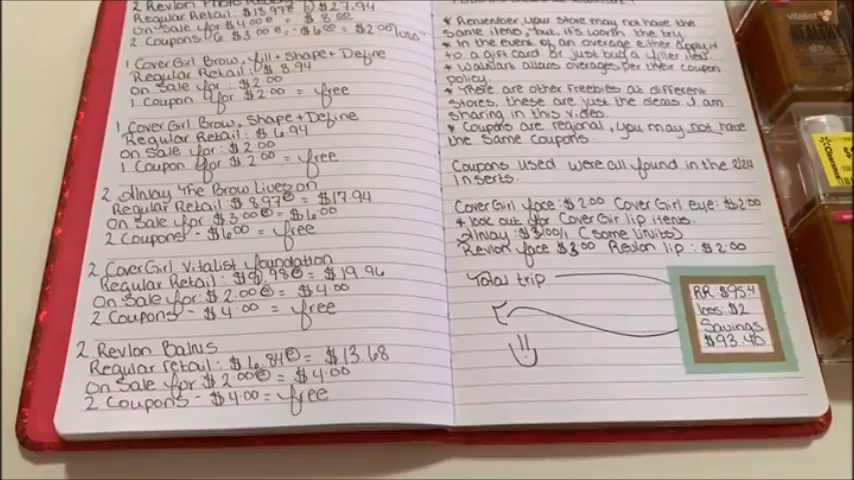 2 Revlon Photo
Regular Retail: $13.97@ $27.94
on sale for $4.00@ = $8.00
2 Coupons $3.00@ = -$6.00 = $2.00 "loss"
1 CoverGirl Brow, fill + Shape + Define
Regular Retail: $8.94
on sale for: $2.00
1 Coupon for $2.00 = free
1 CoverGirl Brow, Shape + Define
Regular Retail: $6.94
on sale for: $2.00
1 Coupon for $2.00 = free
2 Almay The Brow Lives on
Regular Retail $8.97@ = $17.94
on sale for $3.00@ = $6.00
2 Coupons - $6.00 = free
2 CoverGirl Vitalist foundation
Regular Retail: $9.98@ = $19.96
on Sale for $2.00@ = $4.00
2 Coupons - $4.00 = free
2 Revlon Balms
Regular retail: $6.84@ = $13.68
on Sale for $2.00@ = $4.00
2 Coupons - $4.00 = free
* Remember, your store may not have the
same items, but it's worth the try.
* In the event of an overage either apply it
to a gift card or just buy a filler item.
* Walmart allows overages per their coupon
policy.
* There are other freebies at different
stores, these are just the deals I am
sharing in this video.
* Coupons are regional, you may not have
the same coupons.
Coupons used were all found in the 2/24
inserts.
CoverGirl face: $2.00 CoverGirl eye: $2.00
+ look out for CoverGirl lip items.
Almay: $3.00/1 (some limits)
Revlon face $3.00 Revlon lip: $2.00
Total trip
RR: $95.4
loss: $2
Savings
$93.40
vitalist
Clearance